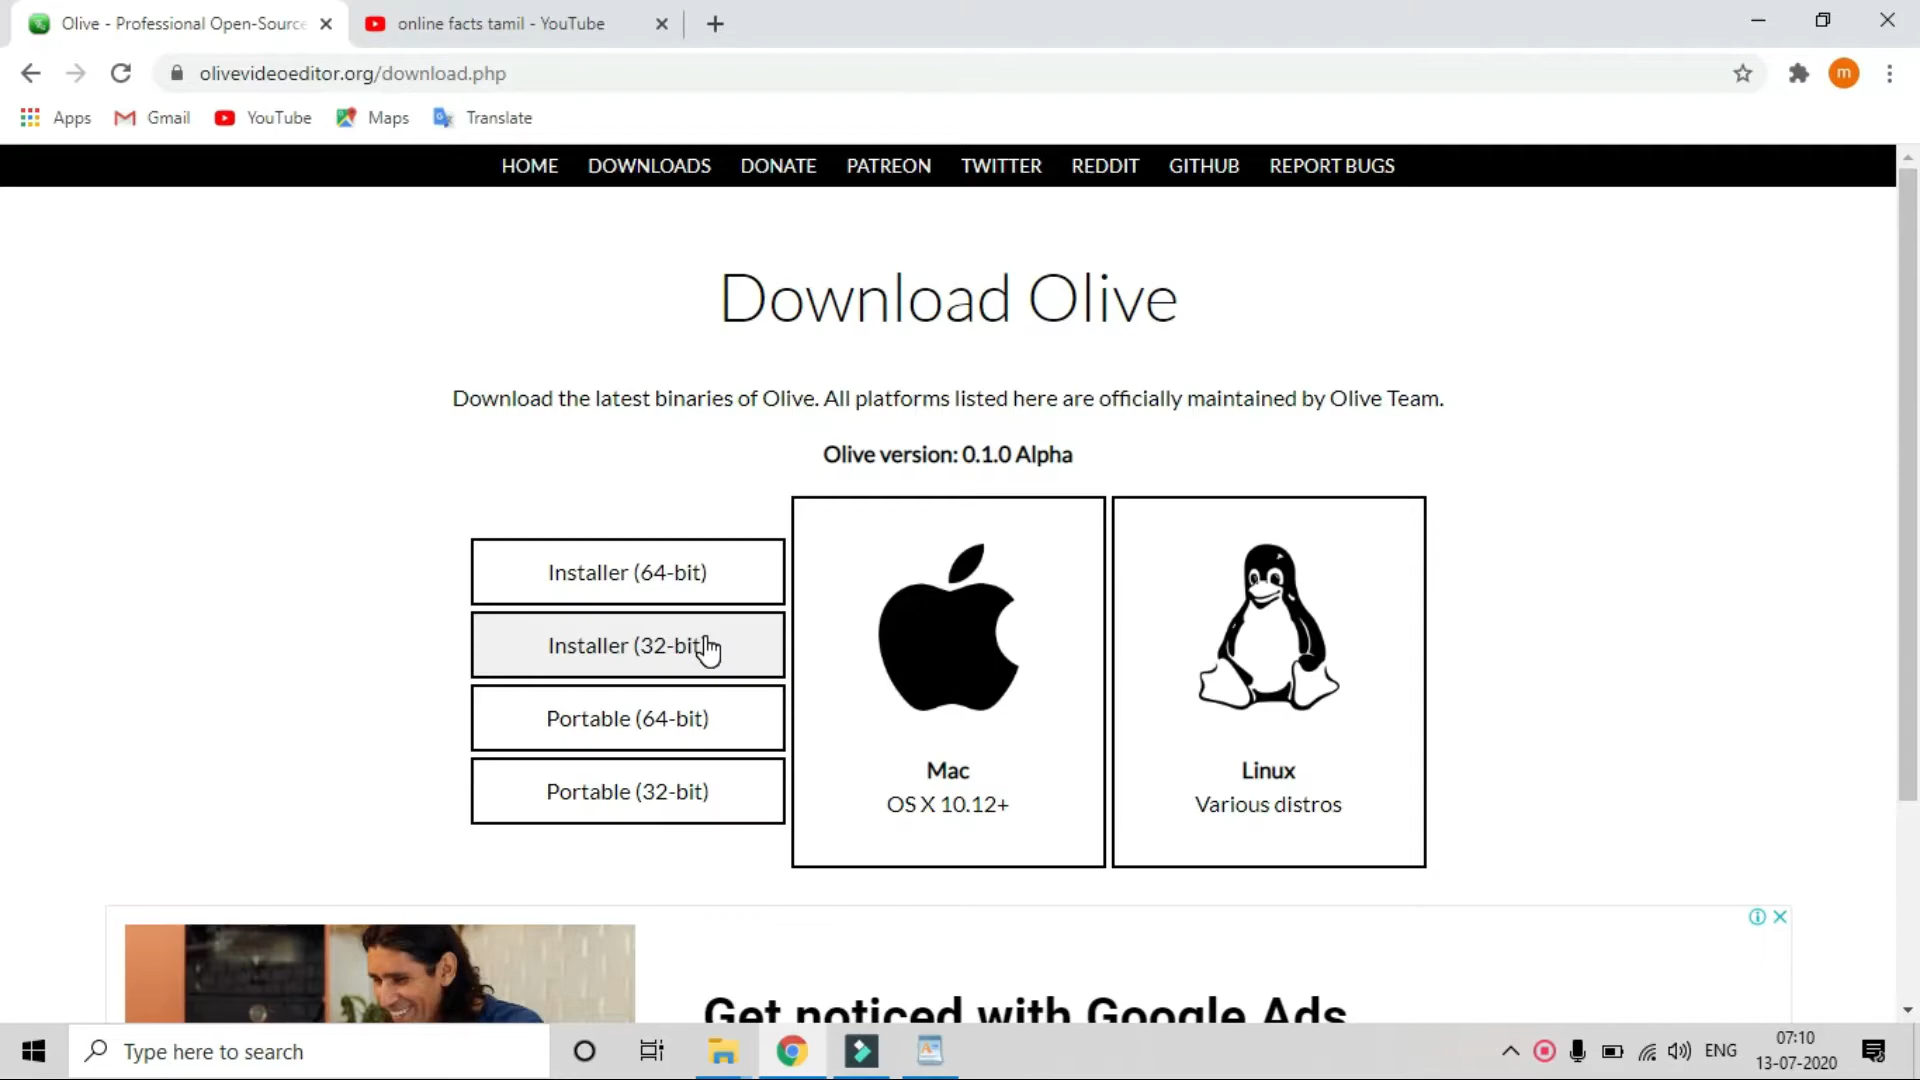 Olive - Professional Open-Source
online facts tamil - YouTube
olivevideoeditor.org/download.php
m
Apps
Gmail
YouTube
Maps
Translate
HOME
DOWNLOADS
DONATE
PATREON
TWITTER
REDDIT
GITHUB
REPORT BUGS
Download Olive
Download the latest binaries of Olive. All platforms listed here are officially maintained by Olive Team.
Olive version: 0.1.0 Alpha
Installer (64-bit)
Installer (32-bit)
Portable (64-bit)
Portable (32-bit)
Mac
OS X 10.12+
Linux
Various distros
Get noticed with Google Ads
Type here to search
ENG
07:10
13-07-2020